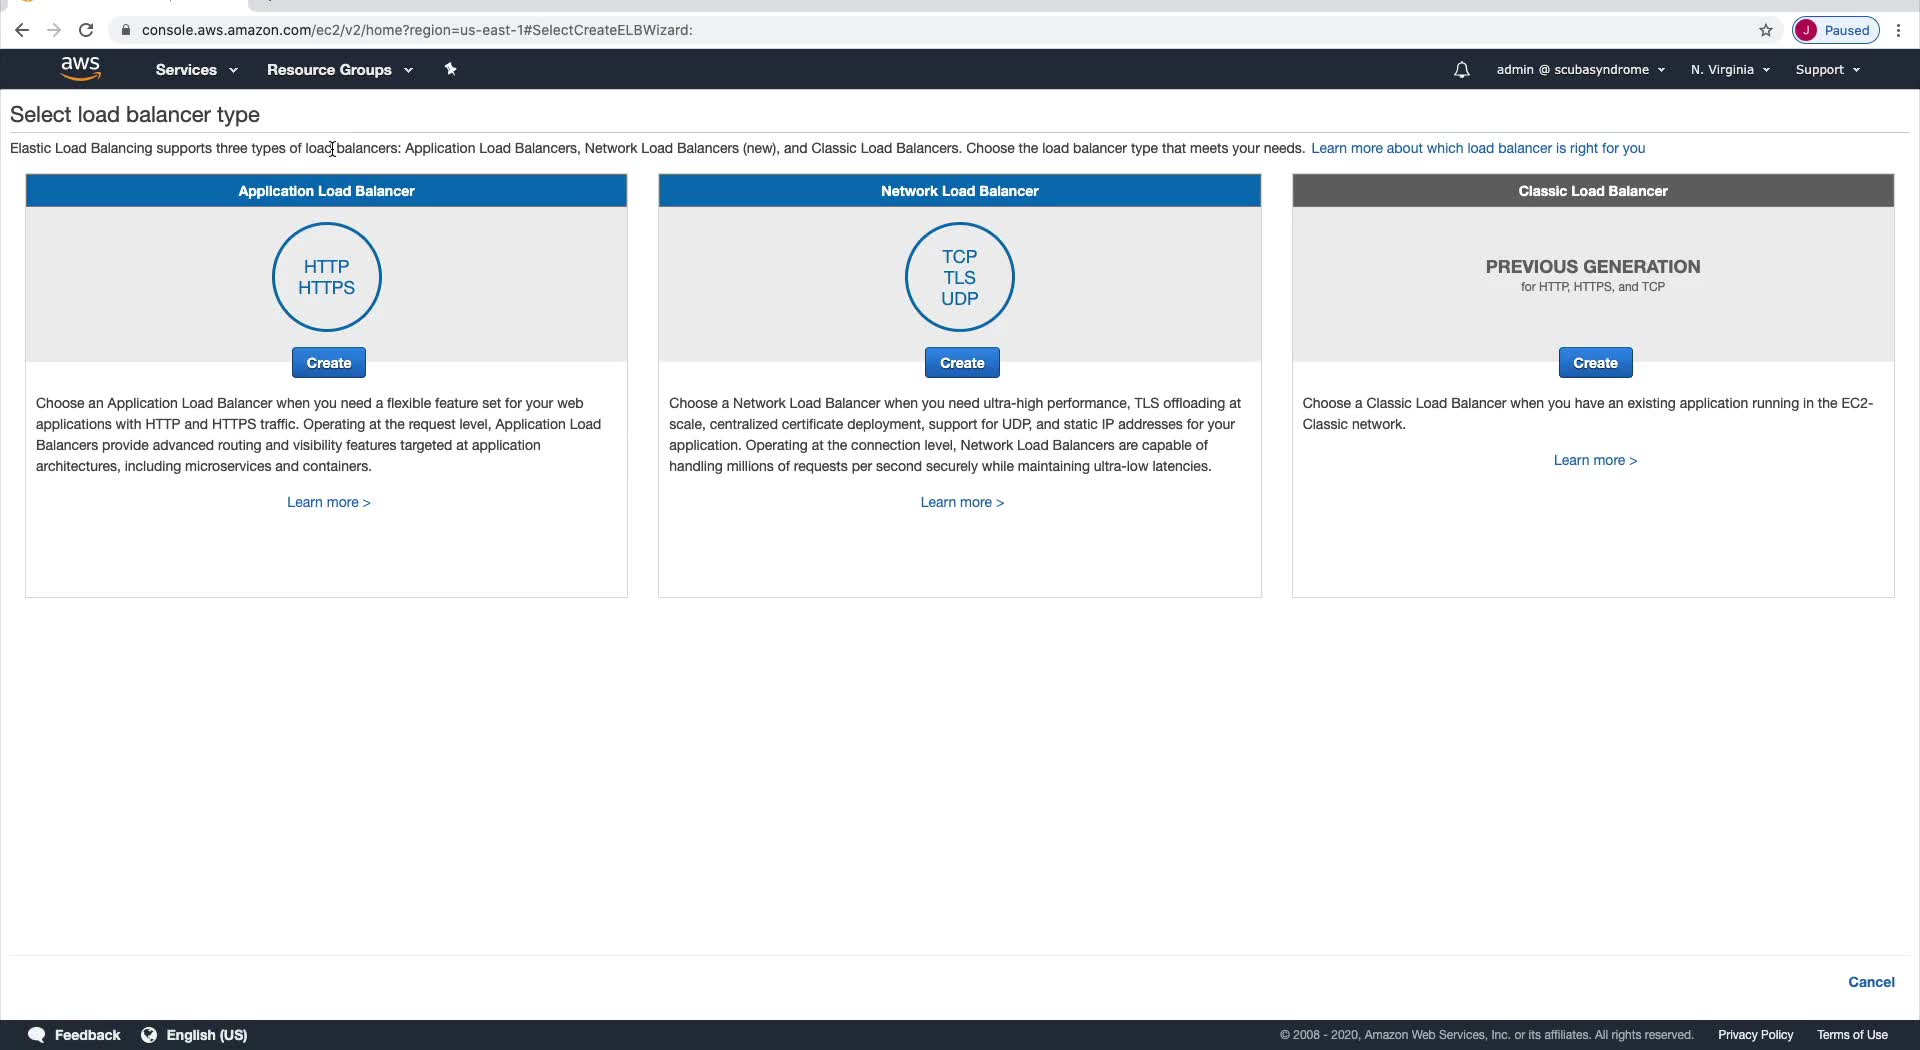 console.aws.amazon.com/ec2/v2/home?region=us-east-1#SelectCreateELBWizard:
J Paused
aws Services Resource Groups admin @ scubasyndrome N. Virginia Support
Select load balancer type
Elastic Load Balancing supports three types of load balancers: Application Load Balancers, Network Load Balancers (new), and Classic Load Balancers. Choose the load balancer type that meets your needs. Learn more about which load balancer is right for you
Application Load Balancer
HTTP
HTTPS
Create
Choose an Application Load Balancer when you need a flexible feature set for your web
applications with HTTP and HTTPS traffic. Operating at the request level, Application Load
Balancers provide advanced routing and visibility features targeted at application
architectures, including microservices and containers.
Learn more >
Network Load Balancer
TCP
TLS
UDP
Create
Choose a Network Load Balancer when you need ultra-high performance, TLS offloading at
scale, centralized certificate deployment, support for UDP, and static IP addresses for your
application. Operating at the connection level, Network Load Balancers are capable of
handling millions of requests per second securely while maintaining ultra-low latencies.
Learn more >
Classic Load Balancer
PREVIOUS GENERATION
for HTTP, HTTPS, and TCP
Create
Choose a Classic Load Balancer when you have an existing application running in the EC2-
Classic network.
Learn more >
Cancel
Feedback English (US) © 2008 - 2020, Amazon Web Services, Inc. or its affiliates. All rights reserved. Privacy Policy Terms of Use